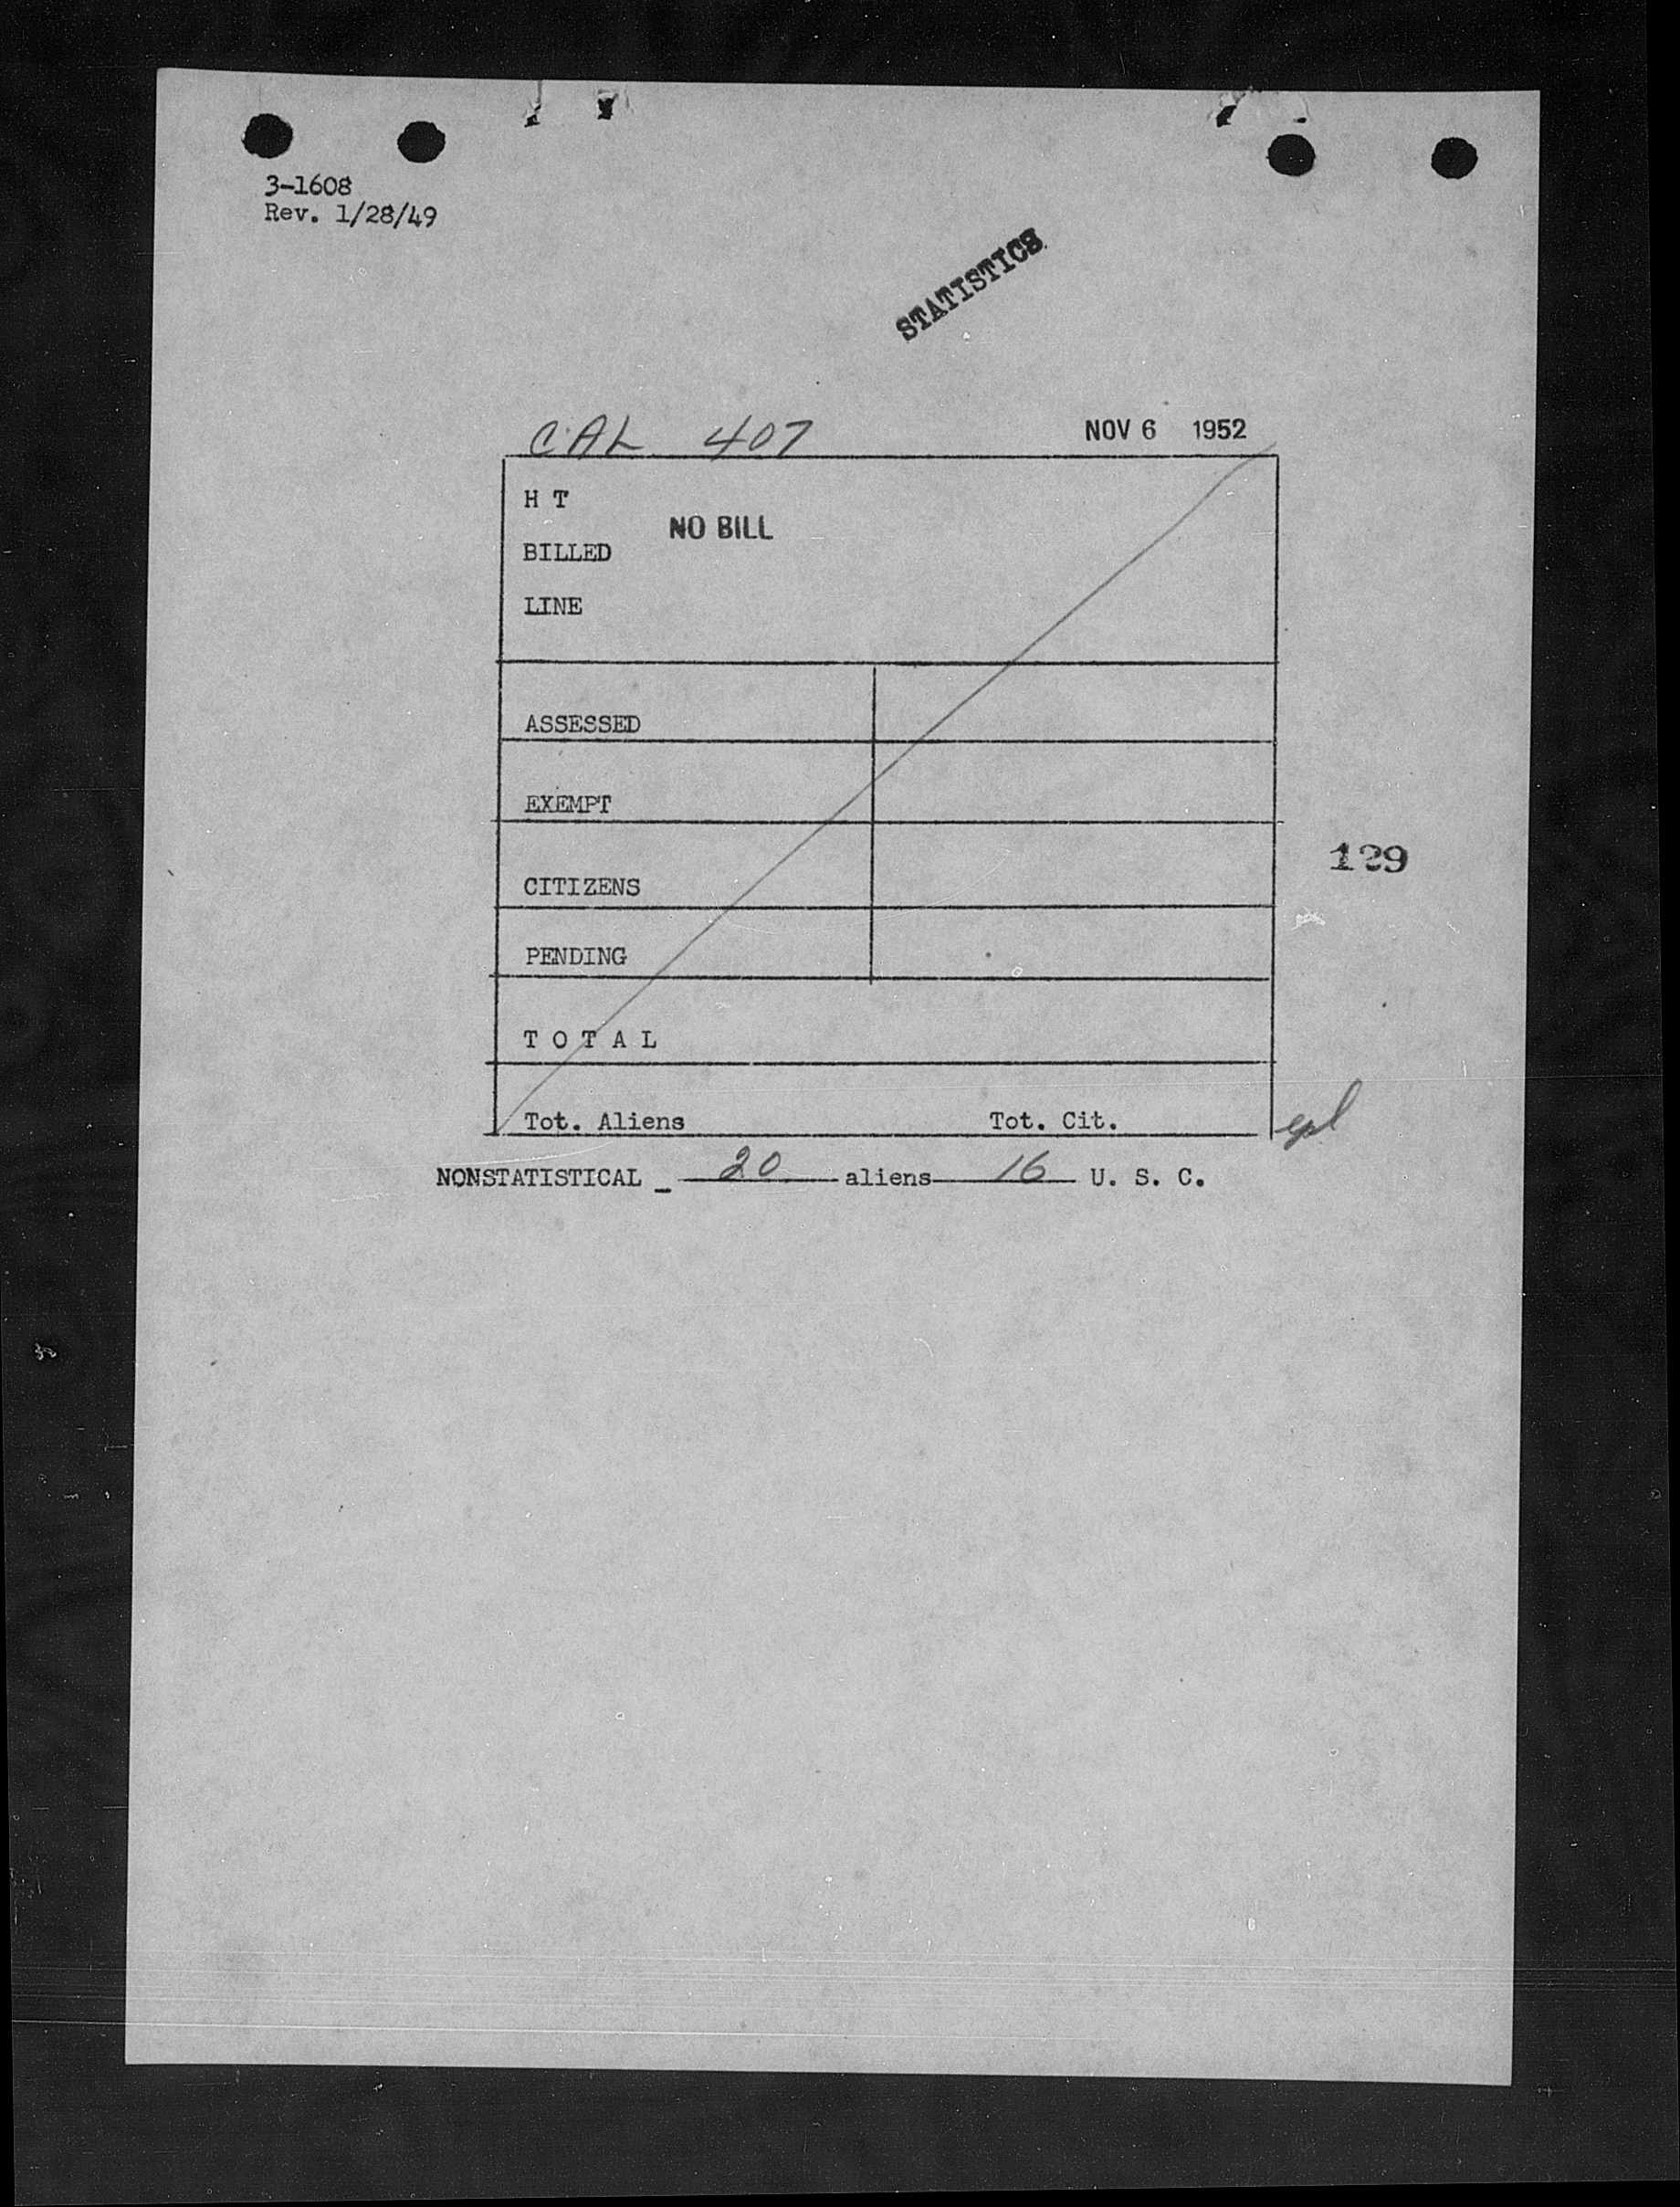 3-1608
Rev. 1/28/49
STATISTICS
CAL 407 NOV 6 1952
H T
NO BILL
BILLED
LINE
ASSESSED
EXEMPT
129
CITIZENS
PENDING
T O T A L
Tot. Aliens Tot. Cit.
NONSTATISTICAL - 20 aliens 16 U. S. C.